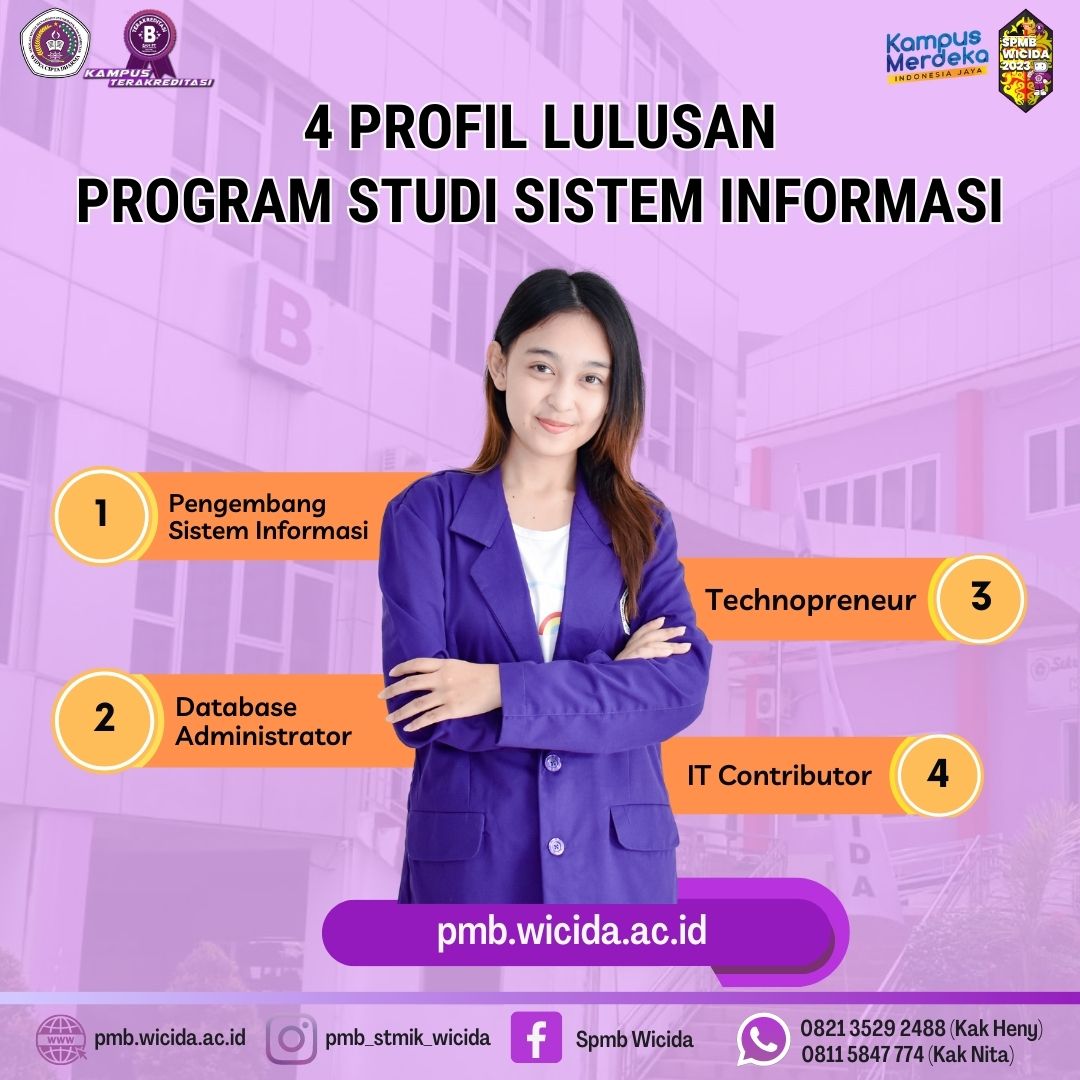 TERAKREDITASI
B
KAMPUS
TERAKREDITASI
Kampus
Merdeka
INDONESIA JAYA
SPMB
WICIDA
2023
4 PROFIL LULUSAN
PROGRAM STUDI SISTEM INFORMASI
B
1
Pengembang
Sistem Informasi
3
Technopreneur
2
Database
Administrator
4
IT Contributor
I
D
A
pmb.wicida.ac.id
www
pmb.wicida.ac.id
pmb_stmik_wicida
Spmb Wicida
0821 3529 2488 (Kak Heny)
0811 5847 774 (Kak Nita)